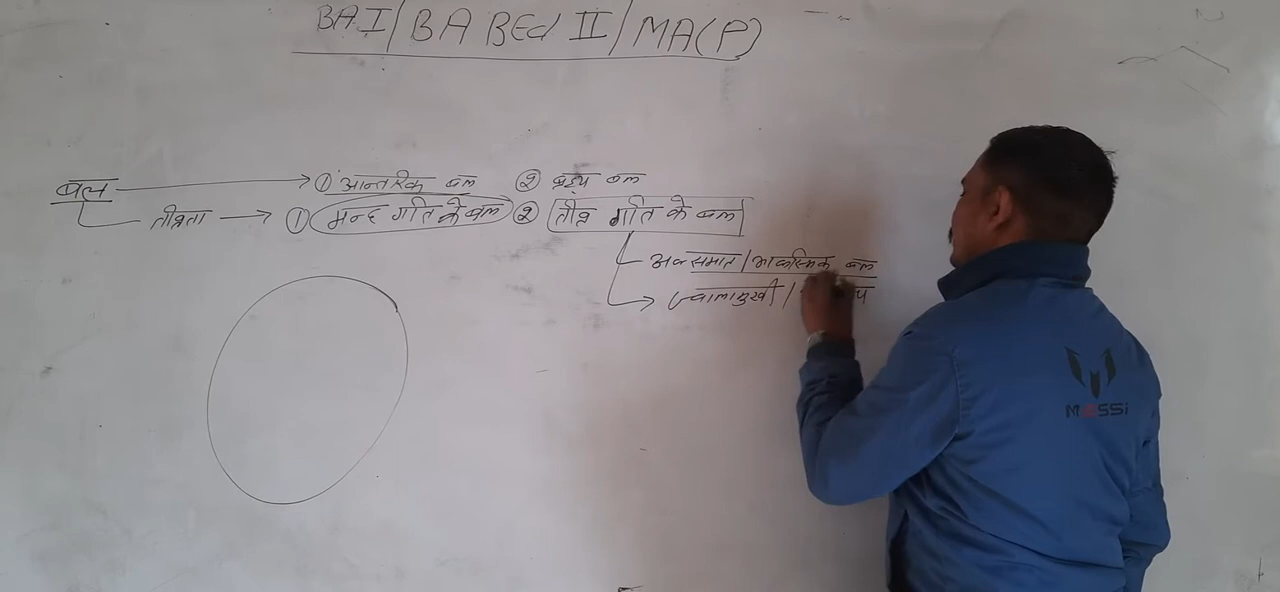 BA I / BA BEd II / MA(P)
बल → ① आन्तरिक बल ② बाह्य बल
तीव्रता → ① मन्द गति के बल ② तीव्र गति के बल
/ आकस्मिक बल
→ ज्वालामुखी /
MESSi